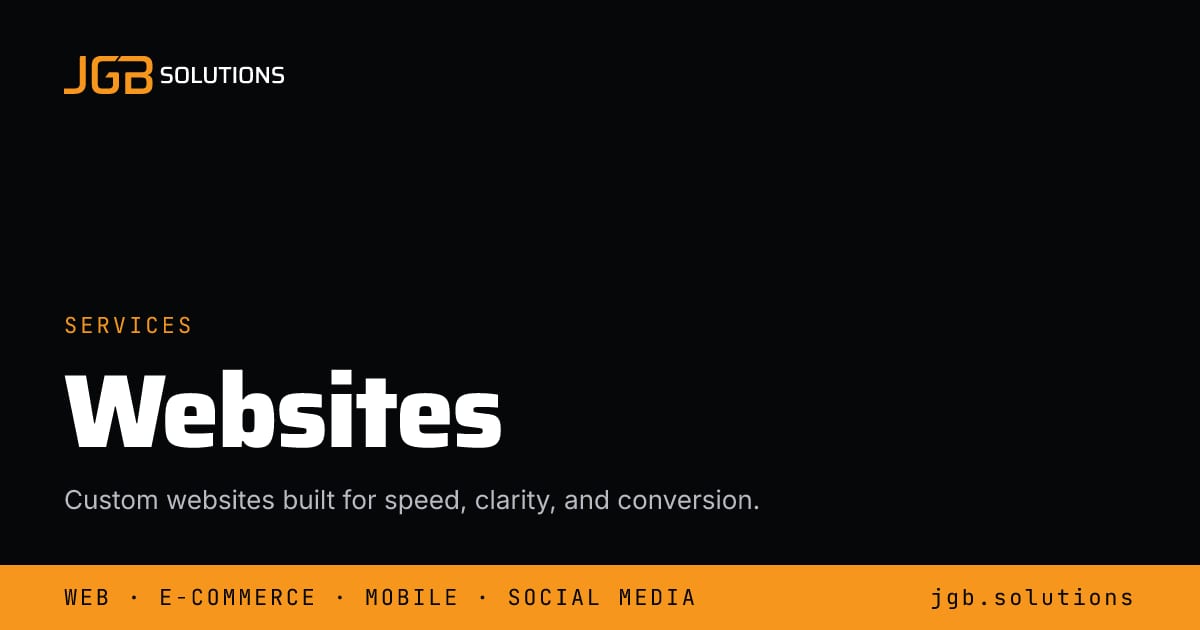 JGB SOLUTIONS
SERVICES
Websites
Custom websites built for speed, clarity, and conversion.
WEB · E-COMMERCE · MOBILE · SOCIAL MEDIA jgb.solutions